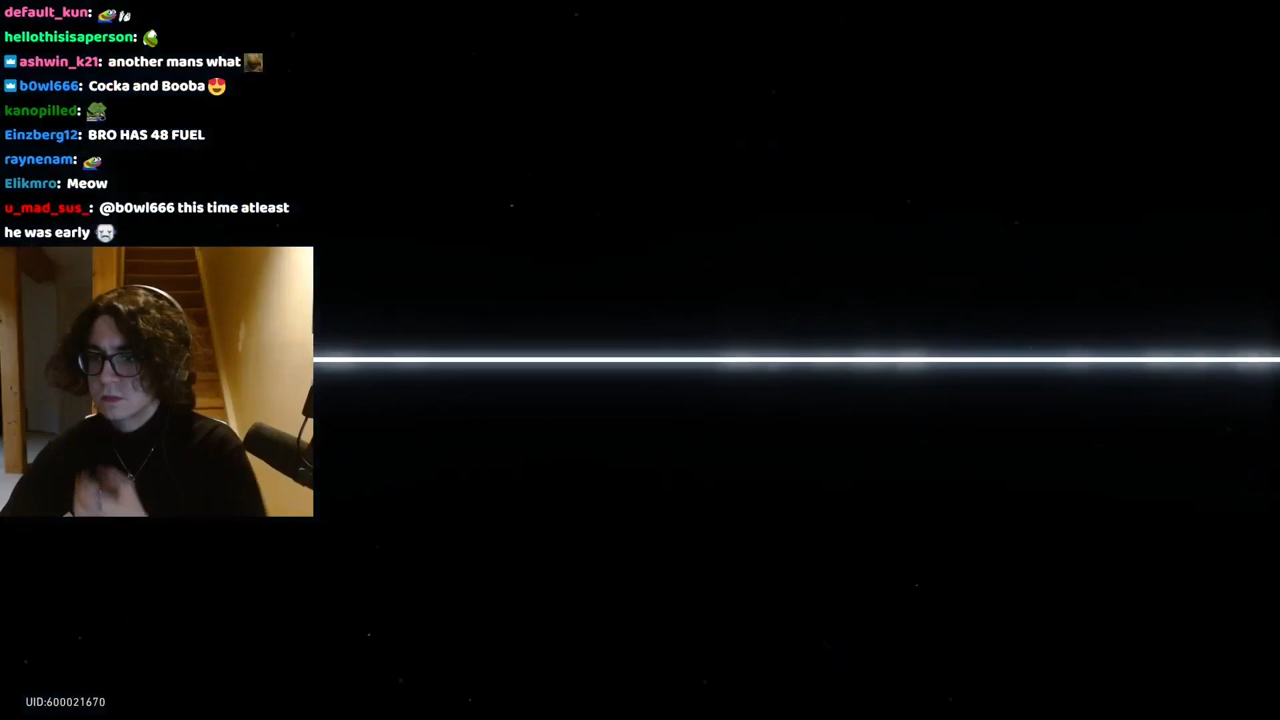 default_kun:
hellothisisaperson:
ashwin_k21: another mans what
b0wl666: Cocka and Booba
kanopilled:
Einzberg12: BRO HAS 48 FUEL
raynenam:
Elikmro: Meow
u_mad_sus_: @b0wl666 this time atleast
he was early
UID:600021670